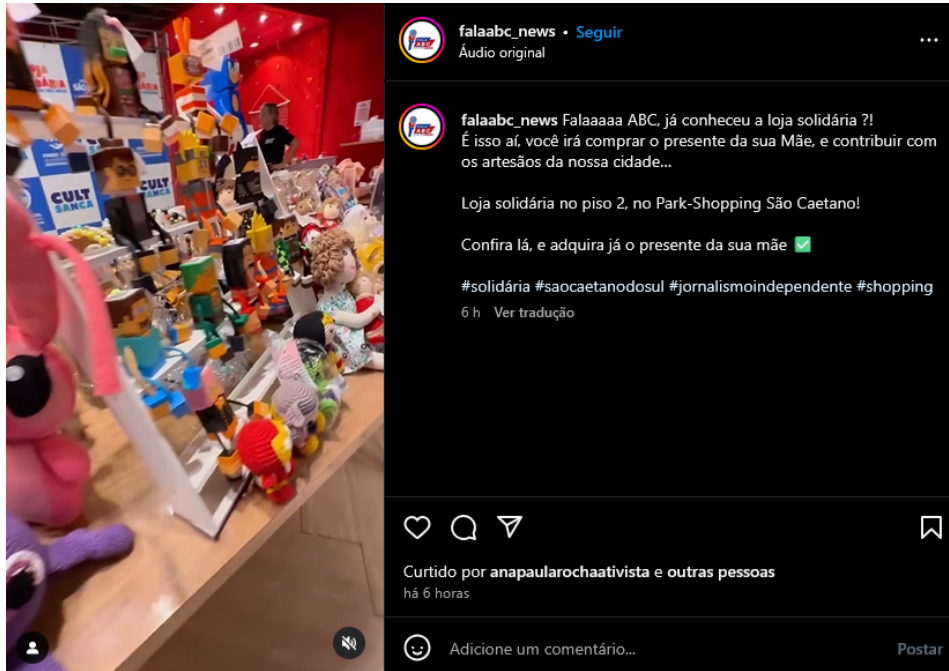 CULT
SANCA
CULT
SANCA
falaabc_news • Seguir
Áudio original
falaabc_news Falaaaaa ABC, já conheceu a loja solidária ?!
É isso aí, você irá comprar o presente da sua Mãe, e contribuir com
os artesãos da nossa cidade...
Loja solidária no piso 2, no Park-Shopping São Caetano!
Confira lá, e adquira já o presente da sua mãe ✅
#solidária #saocaetanodosul #jornalismoindependente #shopping
6 h Ver tradução
Curtido por anapaularochaativista e outras pessoas
há 6 horas
Adicione um comentário...
Postar